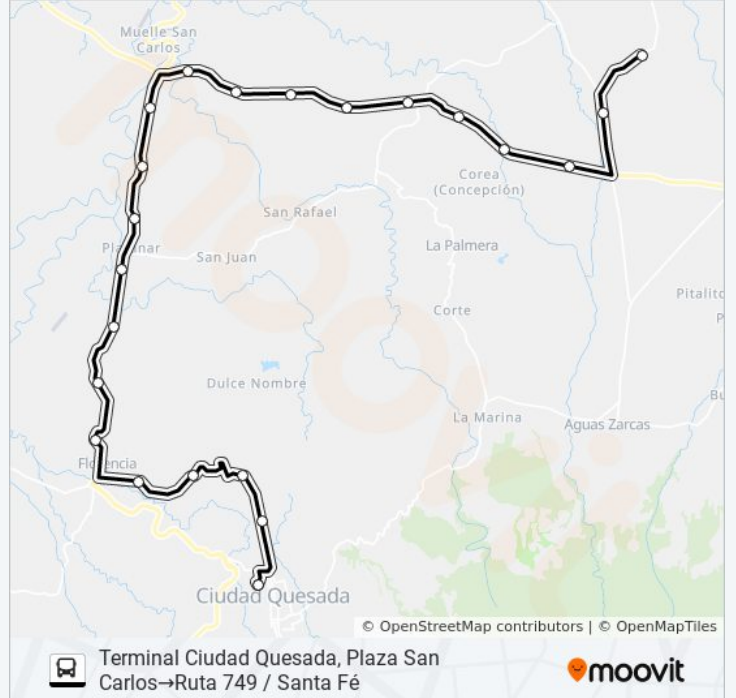 Muelle San
Carlos
Corea
(Concepción)
San Rafael
La Palmera
San Juan
Pitalito
Corte
Dulce Nombre
La Marina
Aguas Zarcas
Ciudad Quesada
© OpenStreetMap contributors | © OpenMapTiles
Terminal Ciudad Quesada, Plaza San
Carlos→Ruta 749 / Santa Fé
moovit